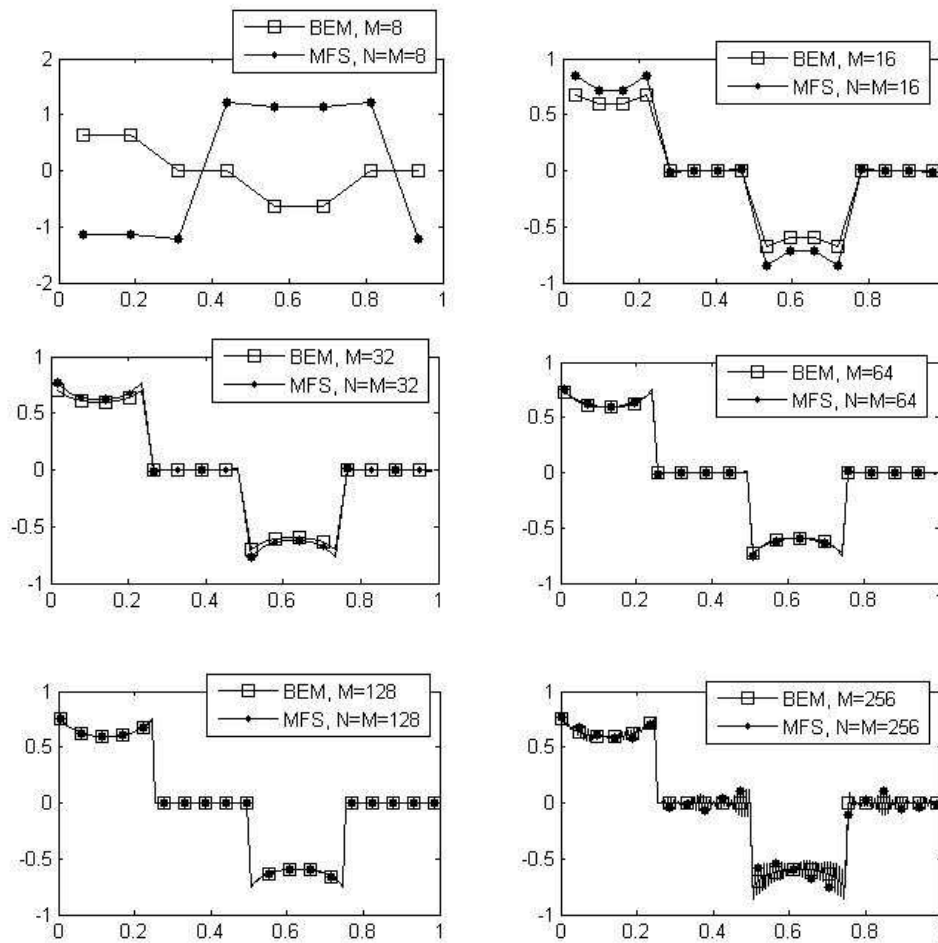 BEM, M=8
MFS, N=M=8
2
1
0
-1
-2
0 0.2 0.4 0.6 0.8 1
BEM, M=16
MFS, N=M=16
1
0.5
0
-0.5
-1
0 0.2 0.4 0.6 0.8
BEM, M=32
MFS, N=M=32
1
0.5
0
-0.5
-1
0 0.2 0.4 0.6 0.8 1
BEM, M=64
MFS, N=M=64
1
0.5
0
-0.5
-1
0 0.2 0.4 0.6 0.8
BEM, M=128
MFS, N=M=128
1
0.5
0
-0.5
-1
0 0.2 0.4 0.6 0.8 1
BEM, M=256
MFS, N=M=256
1
0.5
0
-0.5
-1
0 0.2 0.4 0.6 0.8